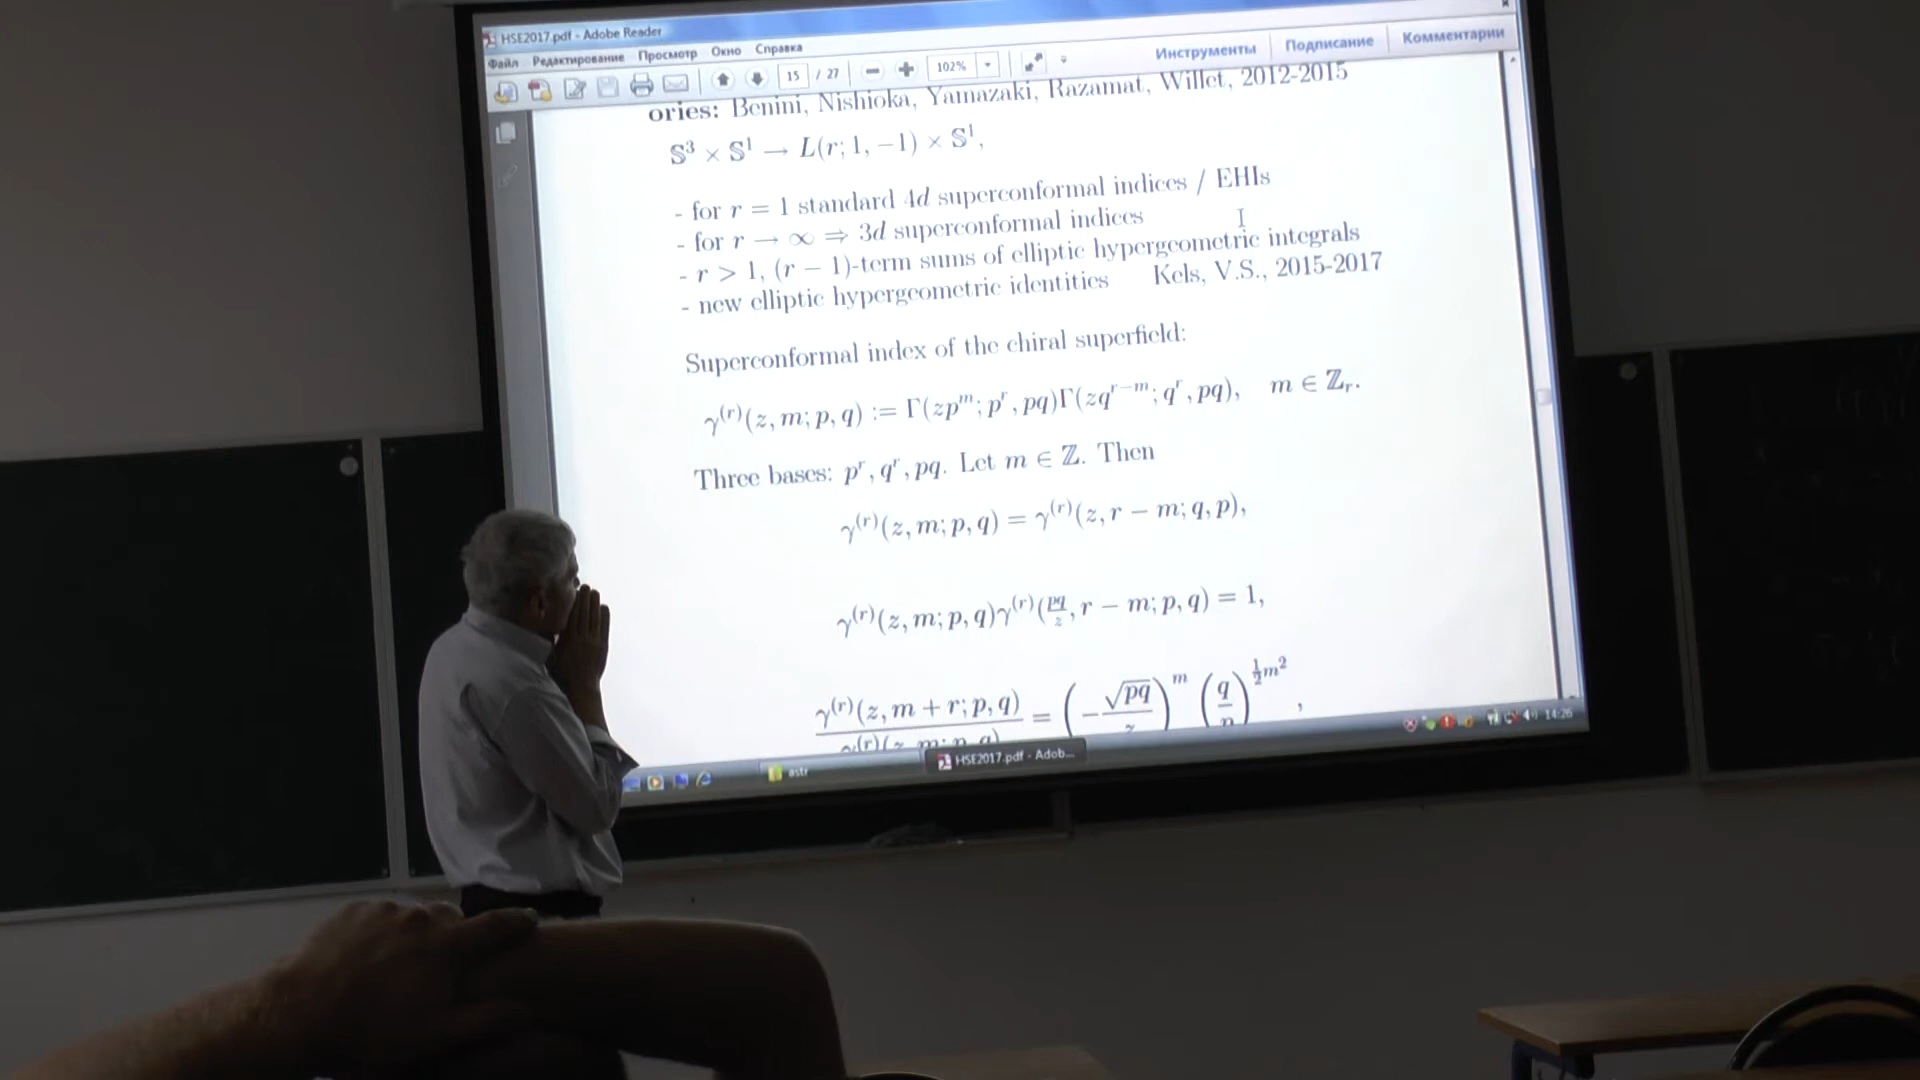 HSE2017.pdf - Adobe Reader
Файл Редактирование Просмотр Окно Справка
15 / 27 102% Инструменты Подписание Комментарии
ories: Benini, Nishioka, Yamazaki, Razamat, Willet, 2012-2015
𝕊³ × 𝕊¹ → L(r; 1, −1) × 𝕊¹,
- for r = 1 standard 4d superconformal indices / EHIs
- for r → ∞ ⇒ 3d superconformal indices
- r > 1, (r − 1)-term sums of elliptic hypergeometric integrals
- new elliptic hypergeometric identities Kels, V.S., 2015-2017
Superconformal index of the chiral superfield:
γ^(r)(z, m; p, q) := Γ(zp^m; p^r, pq)Γ(zq^{r−m}; q^r, pq), m ∈ ℤ_r.
Three bases: p^r, q^r, pq. Let m ∈ ℤ. Then
γ^(r)(z, m; p, q) = γ^(r)(z, r − m; q, p),
γ^(r)(z, m; p, q)γ^(r)(pq/z, r − m; p, q) = 1,
γ^(r)(z, m + r; p, q) / γ^(r)(z, m; p, q) = (−√pq/z)^m (q/p)^{½m²},
astr HSE2017.pdf - Adob... 14:26